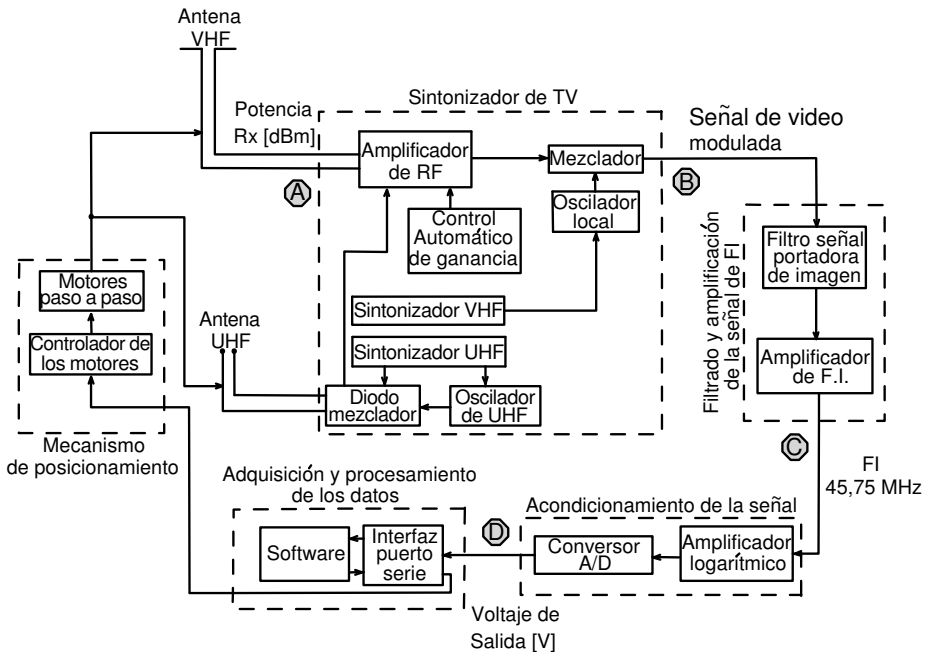 Antena
VHF
Potencia
Rx [dBm]
Sintonizador de TV
Amplificador
de RF
Mezclador
Señal de video
modulada
A
B
Oscilador
local
Control
Automático
de ganancia
Filtrado y amplificación
de la señal de FI
Filtro señal
portadora
de imagen
Motores
paso a paso
Controlador de
los motores
Mecanismo
de posicionamiento
Antena
UHF
Sintonizador VHF
Sintonizador UHF
Diodo
mezclador
Oscilador
de UHF
Amplificador
de F.I.
C
FI
45,75 MHz
Adquisición y procesamiento
de los datos
Software
Interfaz
puerto
serie
D
Acondicionamiento de la señal
Conversor
A/D
Amplificador
logarítmico
Voltaje de
Salida [V]